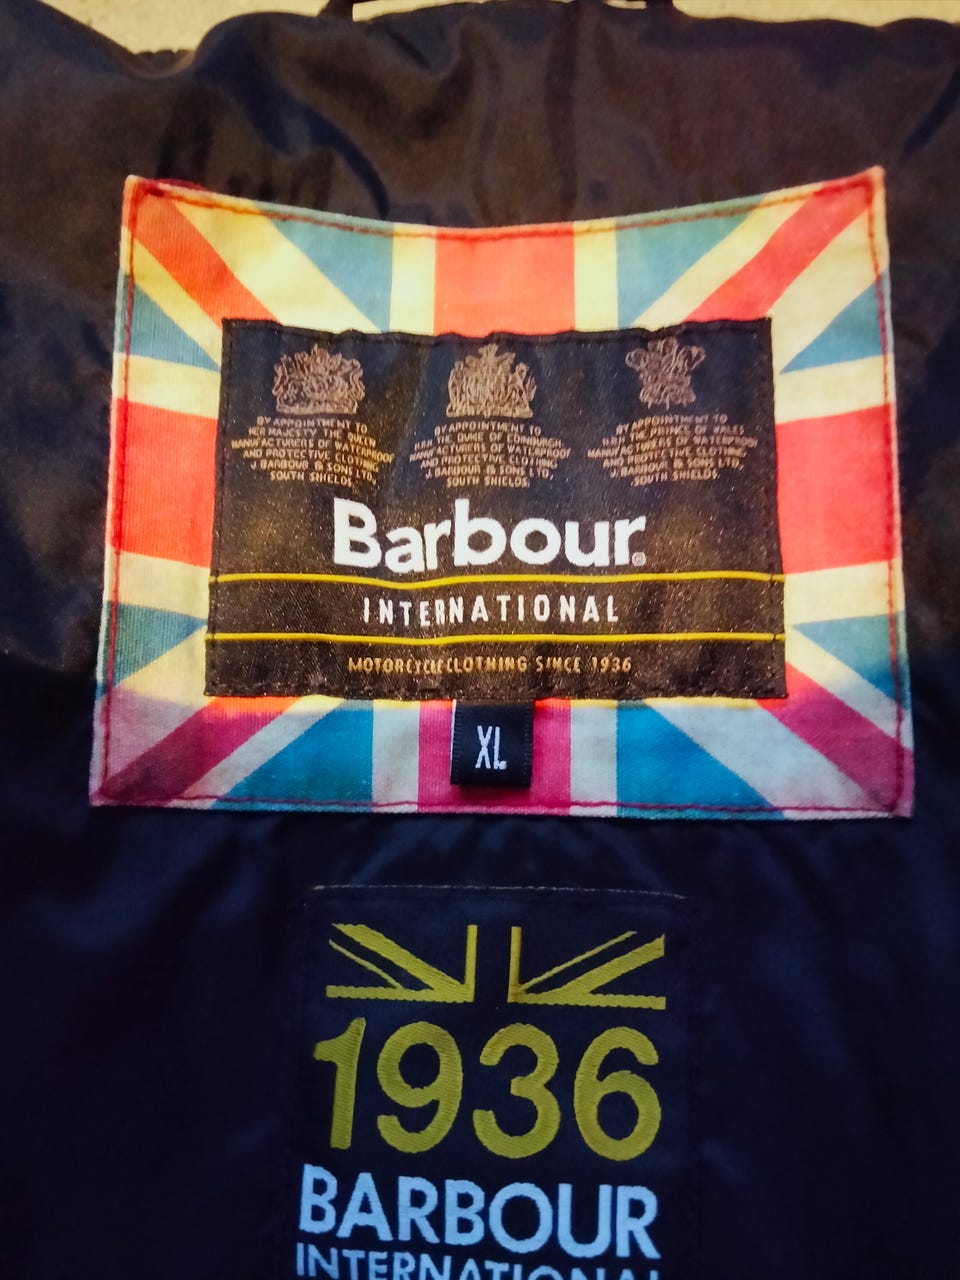 BY APPOINTMENT TO
HER MAJESTY THE QUEEN
MANUFACTURERS OF WATERPROOF
AND PROTECTIVE CLOTHING
J. BARBOUR & SONS LTD,
SOUTH SHIELDS,
BY APPOINTMENT TO
HRH THE DUKE OF EDINBURGH
MANUFACTURERS OF WATERPROOF
AND PROTECTIVE CLOTHING
J. BARBOUR & SONS LTD,
SOUTH SHIELDS,
BY APPOINTMENT TO
HRH THE PRINCE OF WALES
MANUFACTURERS OF WATERPROOF
AND PROTECTIVE CLOTHING
J. BARBOUR & SONS LTD,
SOUTH SHIELDS,
Barbour®
INTERNATIONAL
MOTORCYCLE CLOTHING SINCE 1936
XL
1936
BARBOUR
INTERNATIONAL